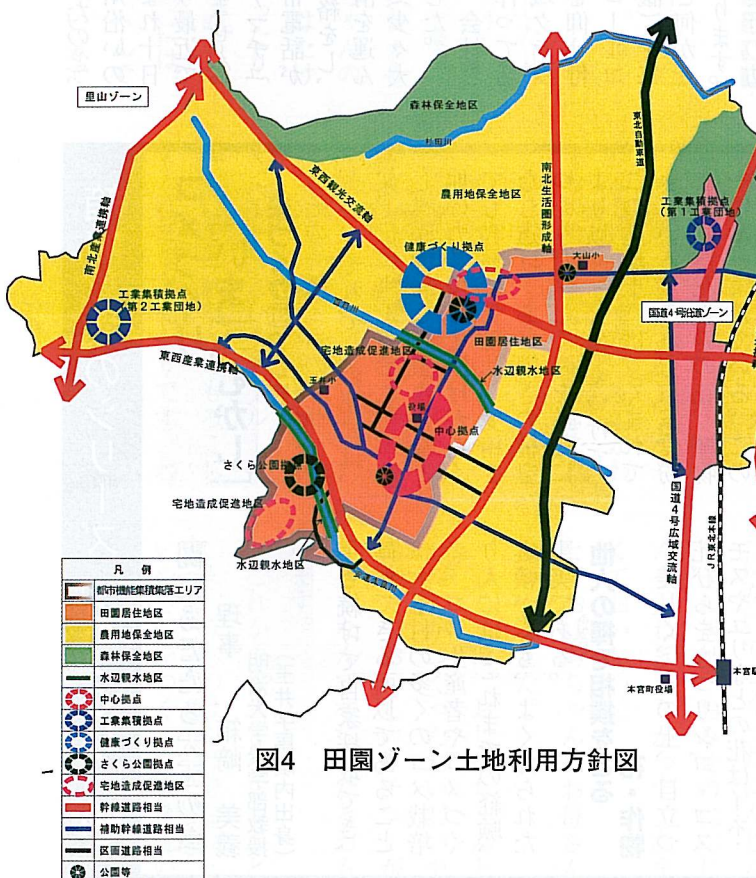 里山ゾーン
森林保全地区
杉田川
東北自動車道
東西観光交流軸
農用地保全地区
南北生活圏形成軸
工業集積拠点
(第1工業団地)
南北産業連携軸
健康づくり拠点
大山小
工業集積拠点
(第2工業団地)
国道4号沿道ゾーン
田園居住地区
宅地造成促進地区
水辺親水地区
東西産業連携軸
玉井小
役場
中心拠点
さくら公園拠点
宅地造成促進地区
国道4号広域交流軸
JR東北本線
水辺親水地区
本宮町役場
本宮駅
凡例
都市機能集積集落エリア
田園居住地区
農用地保全地区
森林保全地区
水辺親水地区
中心拠点
工業集積拠点
健康づくり拠点
さくら公園拠点
宅地造成促進地区
幹線道路相当
補助幹線道路相当
区画道路相当
公園等
図4 田園ゾーン土地利用方針図